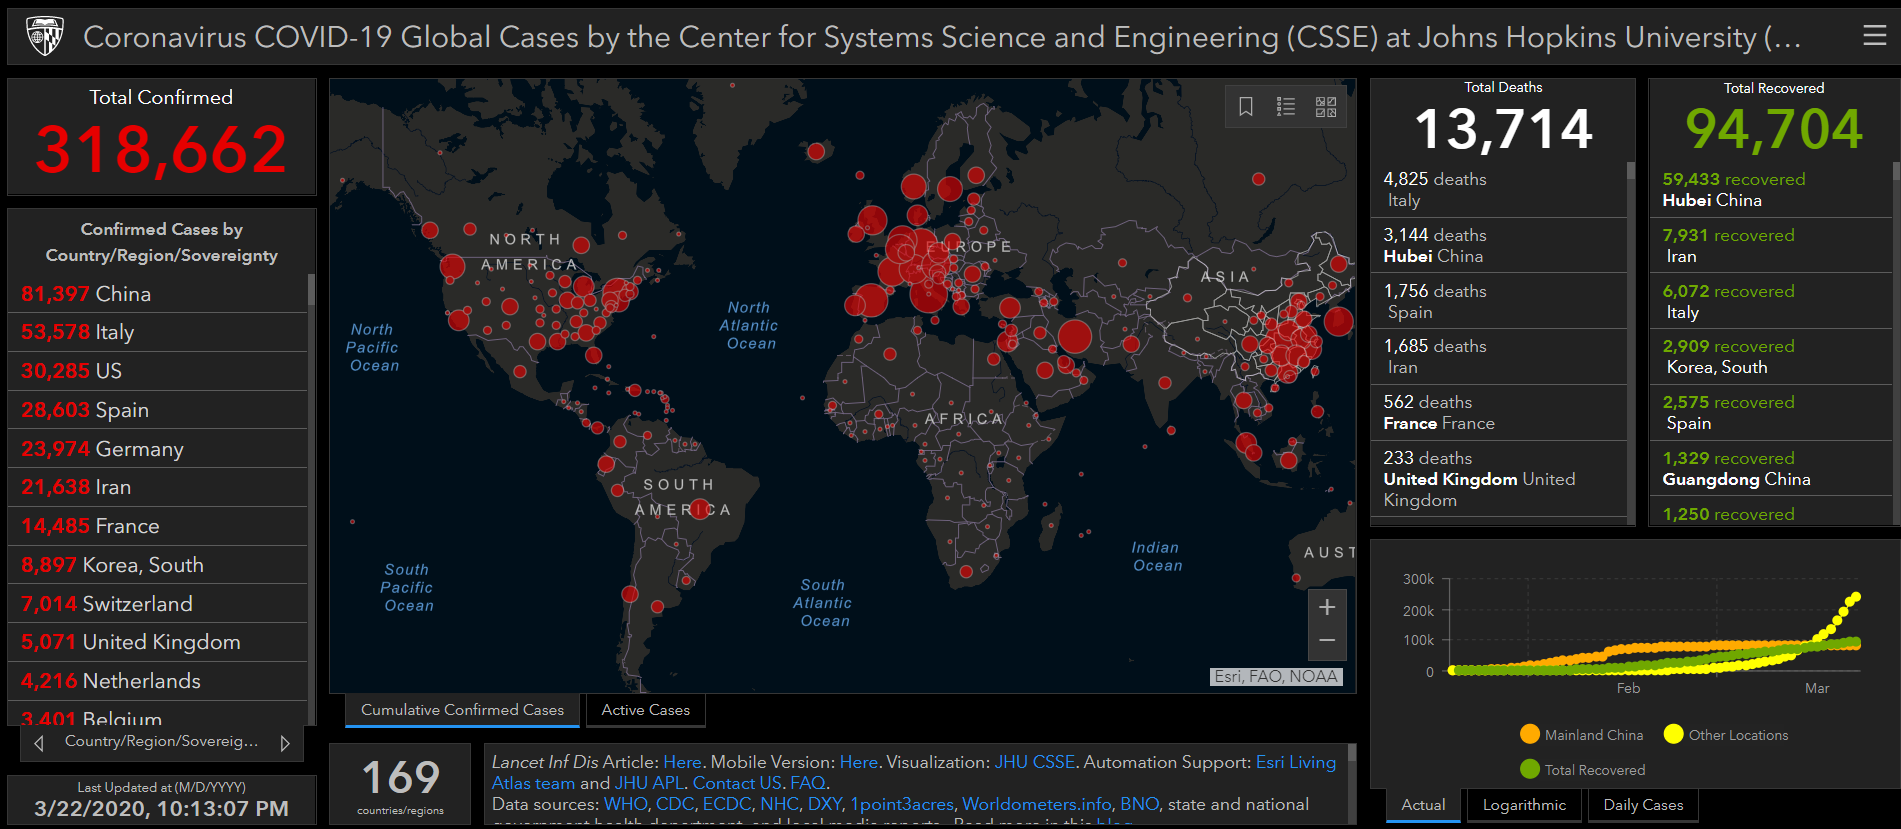 Coronavirus COVID-19 Global Cases by the Center for Systems Science and Engineering (CSSE) at Johns Hopkins University (...
Total Confirmed
318,662
Confirmed Cases by
Country/Region/Sovereignty
81,397 China
53,578 Italy
30,285 US
28,603 Spain
23,974 Germany
21,638 Iran
14,485 France
8,897 Korea, South
7,014 Switzerland
5,071 United Kingdom
4,216 Netherlands
3,401 Belgium
Country/Region/Sovereig...
Last Updated at (M/D/YYYY)
3/22/2020, 10:13:07 PM
NORTH
AMERICA
EUROPE
ASIA
North
Atlantic
Ocean
North
Pacific
Ocean
AFRICA
SOUTH
AMERICA
Indian
Ocean
AUST
South
Pacific
Ocean
South
Atlantic
Ocean
+
−
Esri, FAO, NOAA
Cumulative Confirmed Cases
Active Cases
169
countries/regions
Lancet Inf Dis Article: Here. Mobile Version: Here. Visualization: JHU CSSE. Automation Support: Esri Living
Atlas team and JHU APL. Contact US. FAQ.
Data sources: WHO, CDC, ECDC, NHC, DXY, 1point3acres, Worldometers.info, BNO, state and national
government health department, and local media reports. Read more in this blog.
Total Deaths
13,714
4,825 deaths
Italy
3,144 deaths
Hubei China
1,756 deaths
Spain
1,685 deaths
Iran
562 deaths
France France
233 deaths
United Kingdom United
Kingdom
Total Recovered
94,704
59,433 recovered
Hubei China
7,931 recovered
Iran
6,072 recovered
Italy
2,909 recovered
Korea, South
2,575 recovered
Spain
1,329 recovered
Guangdong China
1,250 recovered
300k
200k
100k
0
Feb
Mar
Mainland China
Other Locations
Total Recovered
Actual
Logarithmic
Daily Cases